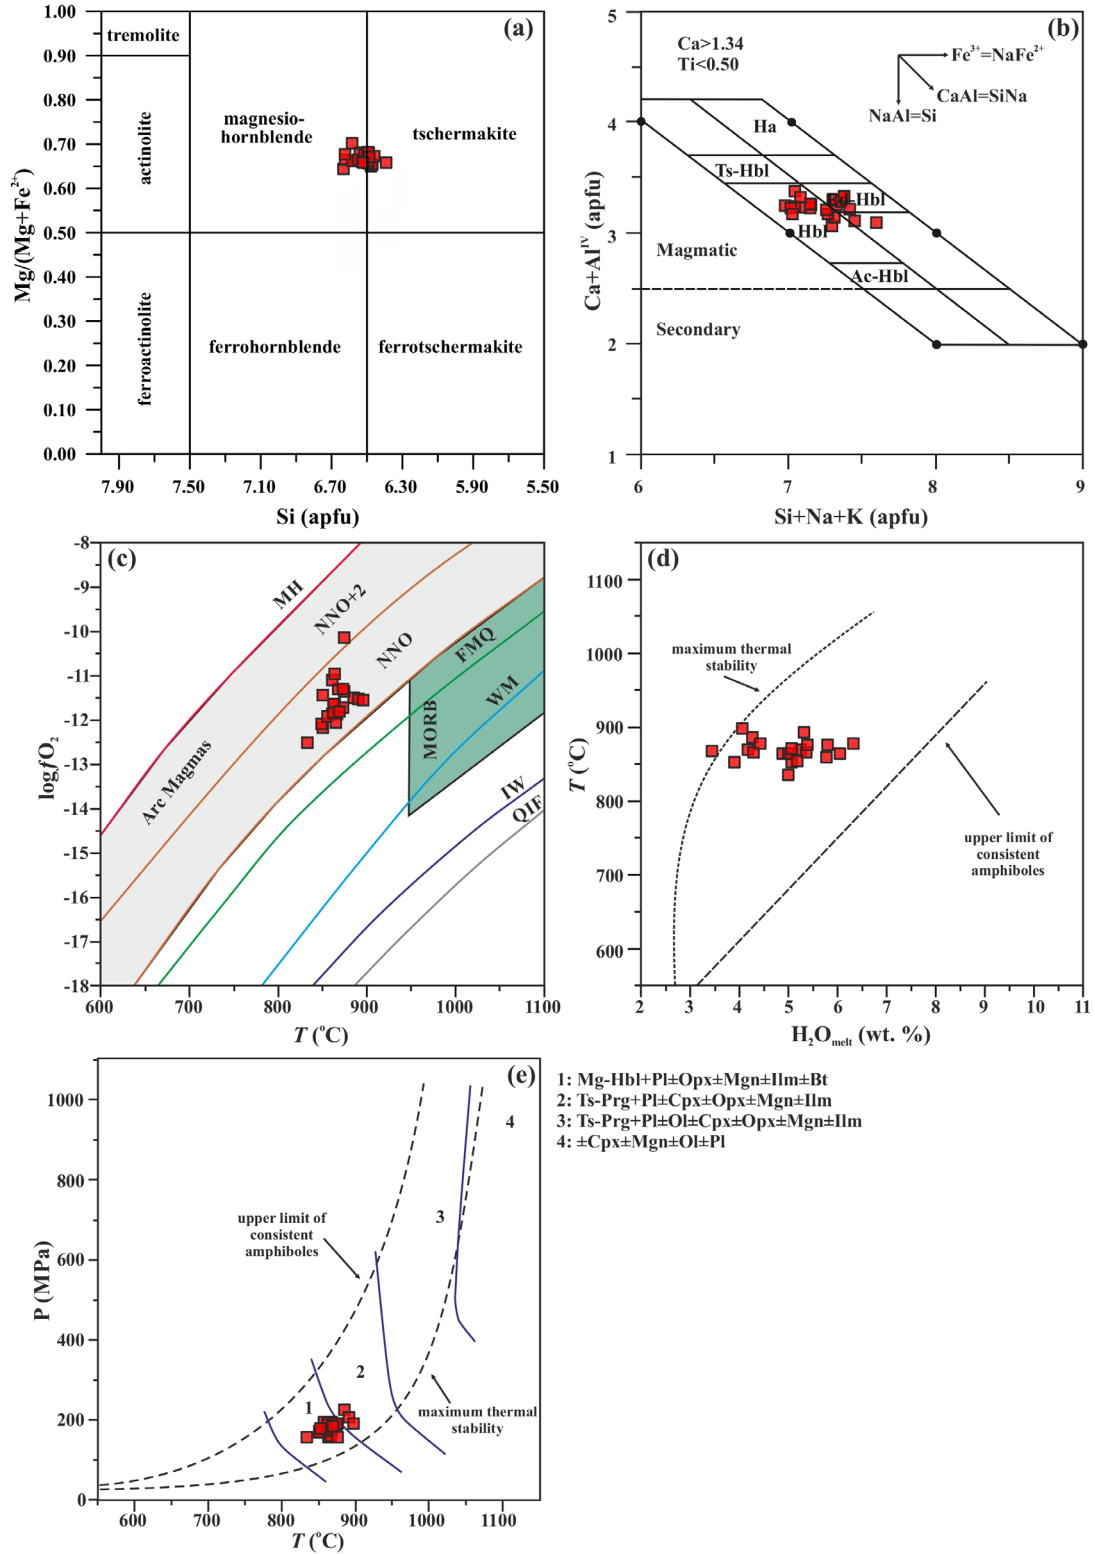 (a)
1.00
0.90
0.80
0.70
0.60
0.50
0.40
0.30
0.20
0.10
0.00
Mg/(Mg+Fe²⁺)
tremolite
actinolite
magnesio-
hornblende
tschermakite
ferroactinolite
ferrohornblende
ferrotschermakite
7.90 7.50 7.10 6.70 6.30 5.90 5.50
Si (apfu)
(b)
5
4
3
2
1
Ca+Alᴵⱽ (apfu)
Ca>1.34
Ti<0.50
Fe³⁺=NaFe²⁺
CaAl=SiNa
NaAl=Si
Ha
Ts-Hbl
-Hbl
Hbl
Ac-Hbl
Magmatic
Secondary
6 7 8 9
Si+Na+K (apfu)
(c)
-8
-9
-10
-11
-12
-13
-14
-15
-16
-17
-18
logfO2
MH
NNO+2
NNO
FMQ
WM
MORB
IW
QIF
Arc Magmas
600 700 800 900 1000 1100
T (°C)
(d)
1100
1000
900
800
700
600
T (°C)
maximum thermal
stability
upper limit of
consistent
amphiboles
2 3 4 5 6 7 8 9 10 11
H₂Oₘₑₗₜ (wt. %)
(e)
1000
800
600
400
200
0
P (MPa)
4
3
2
1
upper limit of
consistent
amphiboles
maximum thermal
stability
600 700 800 900 1000 1100
T (°C)
1: Mg-Hbl+Pl±Opx±Mgn±Ilm±Bt
2: Ts-Prg+Pl±Cpx±Opx±Mgn±Ilm
3: Ts-Prg+Pl±Ol±Cpx±Opx±Mgn±Ilm
4: ±Cpx±Mgn±Ol±Pl